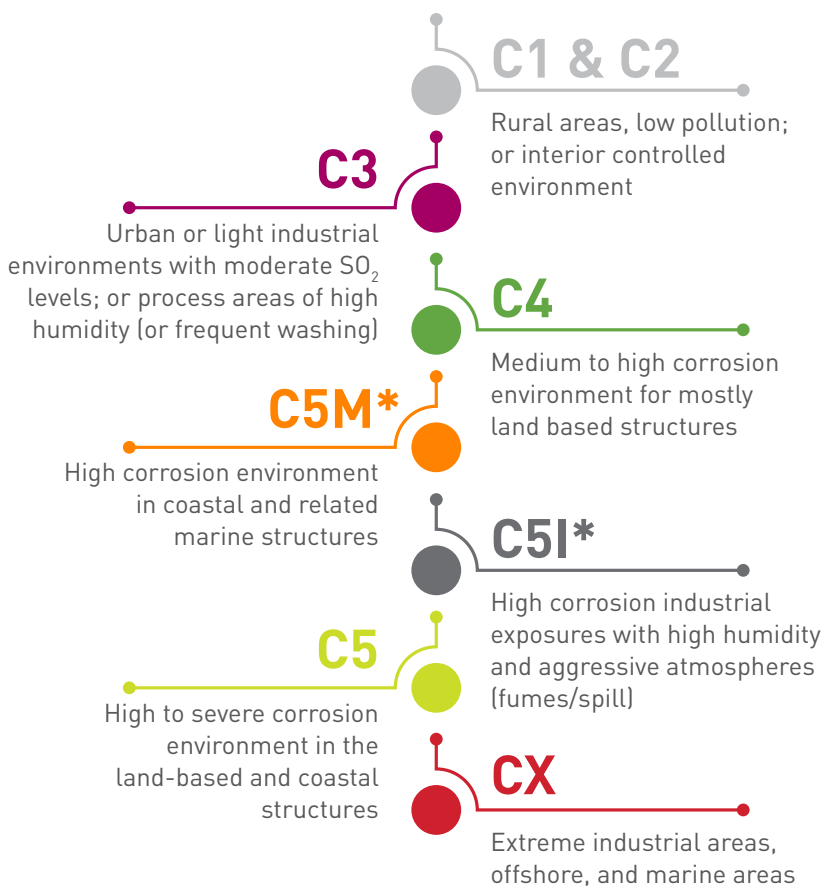 C1 & C2
Rural areas, low pollution;
or interior controlled
environment
C3
Urban or light industrial
environments with moderate SO₂
levels; or process areas of high
humidity (or frequent washing)
C4
Medium to high corrosion
environment for mostly
land based structures
C5M*
High corrosion environment
in coastal and related
marine structures
C5I*
High corrosion industrial
exposures with high humidity
and aggressive atmospheres
(fumes/spill)
C5
High to severe corrosion
environment in the
land-based and coastal
structures
CX
Extreme industrial areas,
offshore, and marine areas